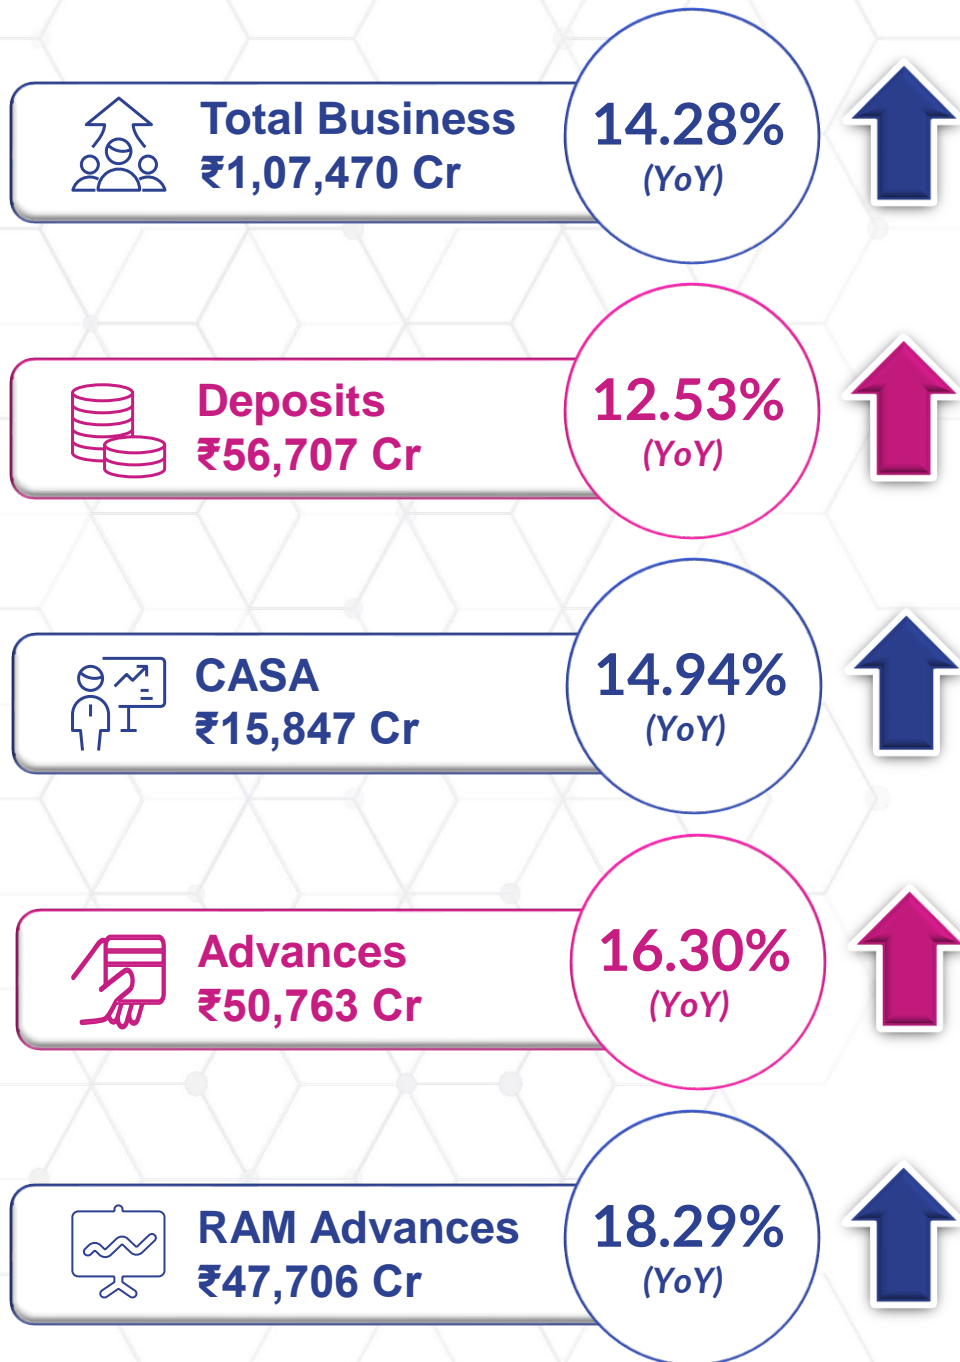 Total Business
₹1,07,470 Cr
14.28%
(YoY)
Deposits
₹56,707 Cr
12.53%
(YoY)
CASA
₹15,847 Cr
14.94%
(YoY)
Advances
₹50,763 Cr
16.30%
(YoY)
RAM Advances
₹47,706 Cr
18.29%
(YoY)